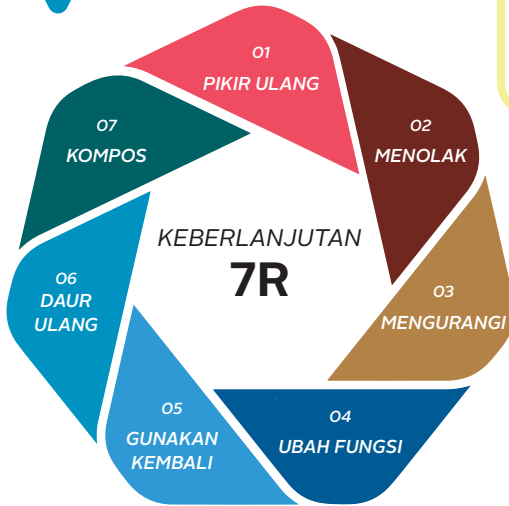 01
PIKIR ULANG
02
MENOLAK
03
MENGURANGI
04
UBAH FUNGSI
05
GUNAKAN
KEMBALI
06
DAUR
ULANG
07
KOMPOS
KEBERLANJUTAN
7R